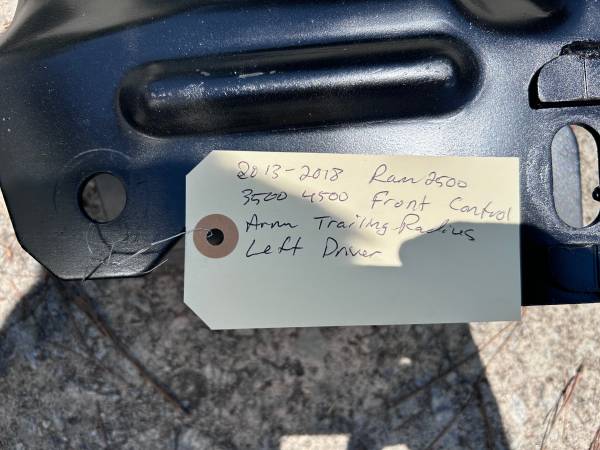 2013-2018 Ram 2500
3500 4500 Front Control
Arm Trailing Radius
Left Driver